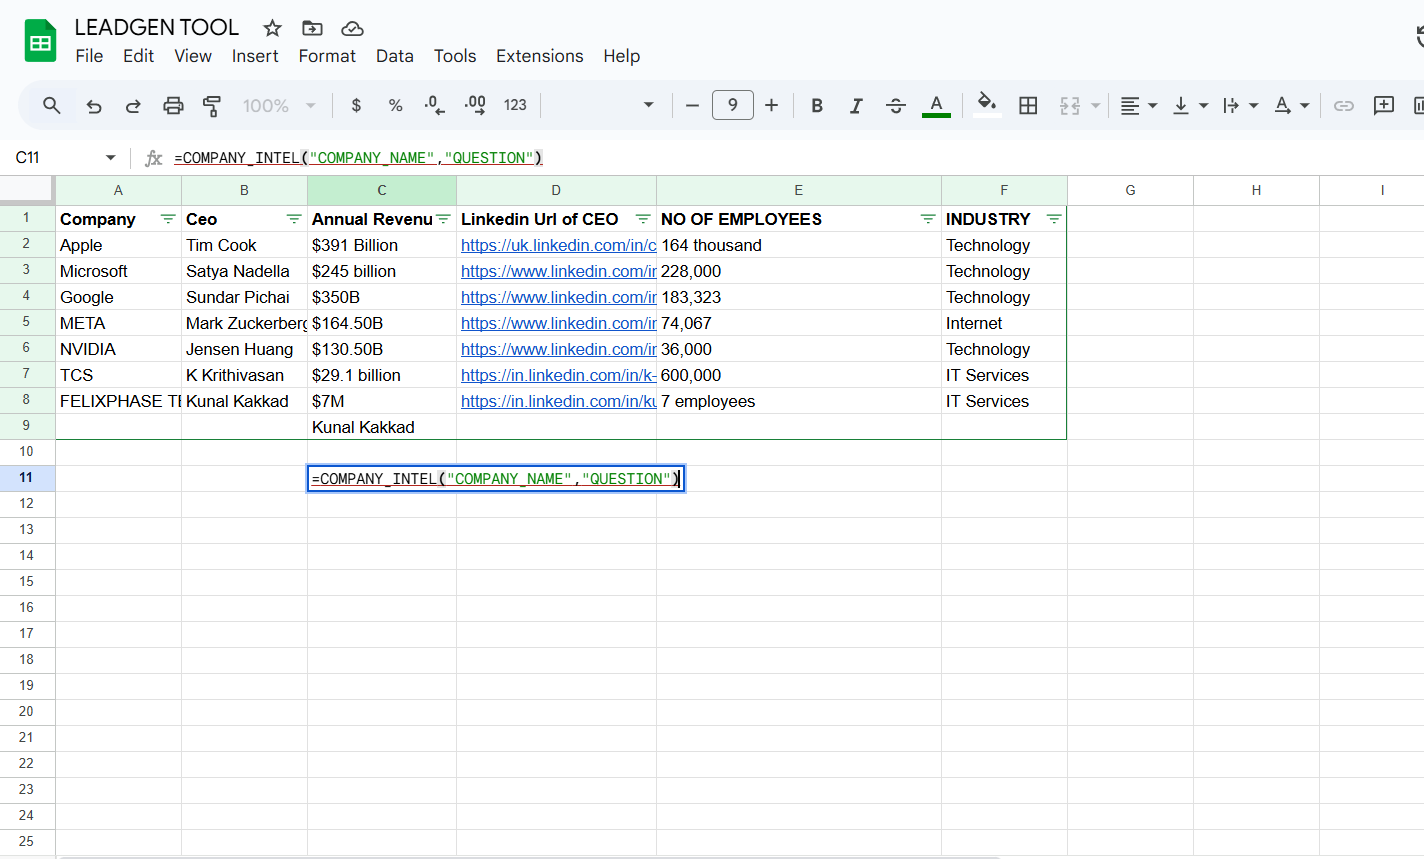 LEADGEN TOOL
File Edit View Insert Format Data Tools Extensions Help
100% $ % .0 .00 123 9 B I A A
C11 fx =COMPANY_INTEL("COMPANY_NAME","QUESTION")
A B C D E F G H I
1 Company Ceo Annual Revenu Linkedin Url of CEO NO OF EMPLOYEES INDUSTRY
2 Apple Tim Cook $391 Billion https://uk.linkedin.com/in/c 164 thousand Technology
3 Microsoft Satya Nadella $245 billion https://www.linkedin.com/in 228,000 Technology
4 Google Sundar Pichai $350B https://www.linkedin.com/in 183,323 Technology
5 META Mark Zuckerberg $164.50B https://www.linkedin.com/in 74,067 Internet
6 NVIDIA Jensen Huang $130.50B https://www.linkedin.com/in 36,000 Technology
7 TCS K Krithivasan $29.1 billion https://in.linkedin.com/in/k- 600,000 IT Services
8 FELIXPHASE TE Kunal Kakkad $7M https://in.linkedin.com/in/ku 7 employees IT Services
9 Kunal Kakkad
10
11 =COMPANY_INTEL("COMPANY_NAME","QUESTION")
12
13
14
15
16
17
18
19
20
21
22
23
24
25